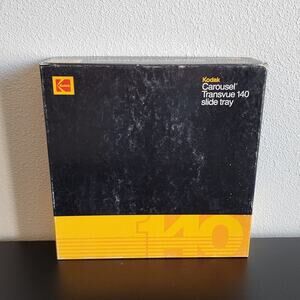 Kodak
Carousel
Transvue 140
slide tray
140